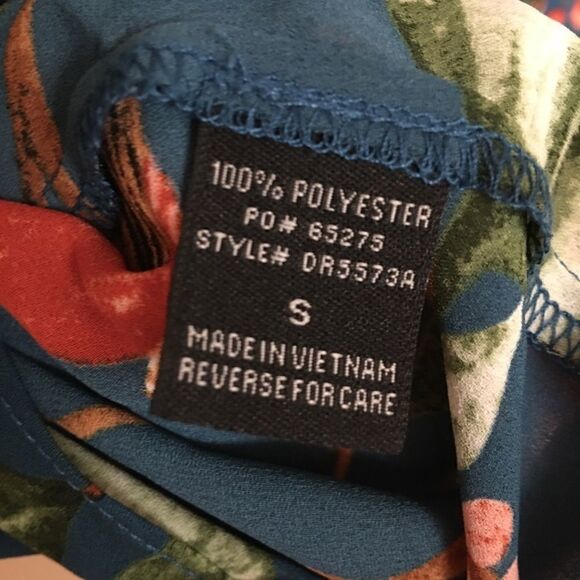 100% POLYESTER
PO# 65275
STYLE# DR5573A
S
MADE IN VIETNAM
REVERSE FOR CARE